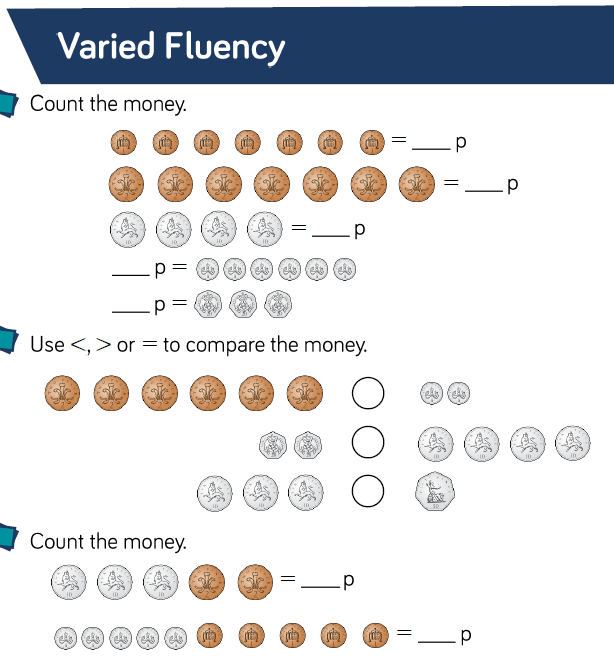 Varied Fluency
Count the money.
= ___ p
= ___ p
= ___ p
___ p =
___ p =
Use <, > or = to compare the money.
Count the money.
= ___ p
= ___ p